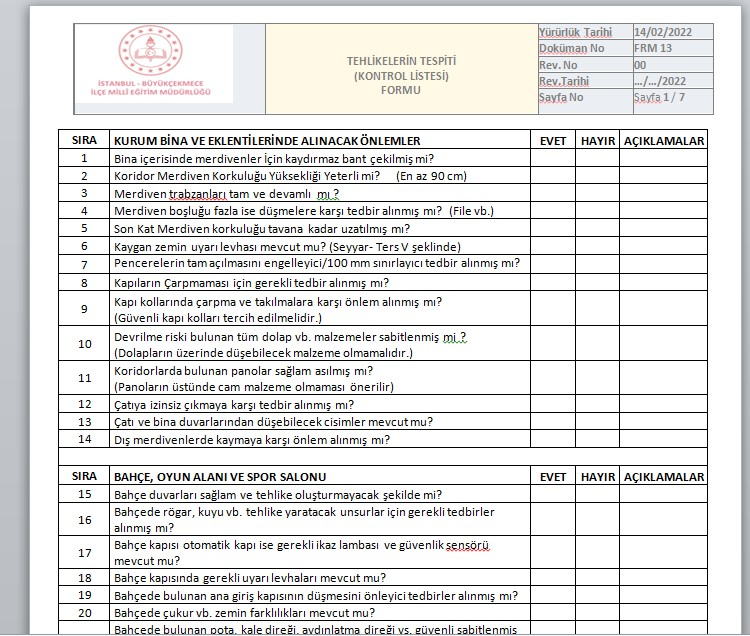 İSTANBUL - BÜYÜKÇEKMECE
İLÇE MİLLÎ EĞİTİM MÜDÜRLÜĞÜ
TEHLİKELERİN TESPİTİ
(KONTROL LİSTESİ)
FORMU
Yürürlük Tarihi 14/02/2022
Doküman No FRM 13
Rev. No 00
Rev.Tarihi .../.../2022
Sayfa No Sayfa 1 / 7
SIRA KURUM BİNA VE EKLENTİLERİNDE ALINACAK ÖNLEMLER EVET HAYIR AÇIKLAMALAR
1 Bina içerisinde merdivenler İçin kaydırmaz bant çekilmiş mi?
2 Koridor Merdiven Korkuluğu Yüksekliği Yeterli mi? (En az 90 cm)
3 Merdiven trabzanları tam ve devamlı mı ?
4 Merdiven boşluğu fazla ise düşmelere karşı tedbir alınmış mı? (File vb.)
5 Son Kat Merdiven korkuluğu tavana kadar uzatılmış mı?
6 Kaygan zemin uyarı levhası mevcut mu? (Seyyar- Ters V şeklinde)
7 Pencerelerin tam açılmasını engelleyici/100 mm sınırlayıcı tedbir alınmış mı?
8 Kapıların Çarpmaması için gerekli tedbir alınmış mı?
9 Kapı kollarında çarpma ve takılmalara karşı önlem alınmış mı?
(Güvenli kapı kolları tercih edilmelidir.)
10 Devrilme riski bulunan tüm dolap vb. malzemeler sabitlenmiş mi ?
(Dolapların üzerinde düşebilecek malzeme olmamalıdır.)
11 Koridorlarda bulunan panolar sağlam asılmış mı?
(Panoların üstünde cam malzeme olmaması önerilir)
12 Çatıya izinsiz çıkmaya karşı tedbir alınmış mı?
13 Çatı ve bina duvarlarından düşebilecek cisimler mevcut mu?
14 Dış merdivenlerde kaymaya karşı önlem alınmış mı?
SIRA BAHÇE, OYUN ALANI VE SPOR SALONU EVET HAYIR AÇIKLAMALAR
15 Bahçe duvarları sağlam ve tehlike oluşturmayacak şekilde mi?
16 Bahçede rögar, kuyu vb. tehlike yaratacak unsurlar için gerekli tedbirler
alınmış mı?
17 Bahçe kapısı otomatik kapı ise gerekli ikaz lambası ve güvenlik sensörü
mevcut mu?
18 Bahçe kapısında gerekli uyarı levhaları mevcut mu?
19 Bahçede bulunan ana giriş kapısının düşmesini önleyici tedbirler alınmış mı?
20 Bahçede çukur vb. zemin farklılıkları mevcut mu?
Bahçede bulunan pota, kale direği, aydınlatma direği vs. güvenli sabitlenmiş